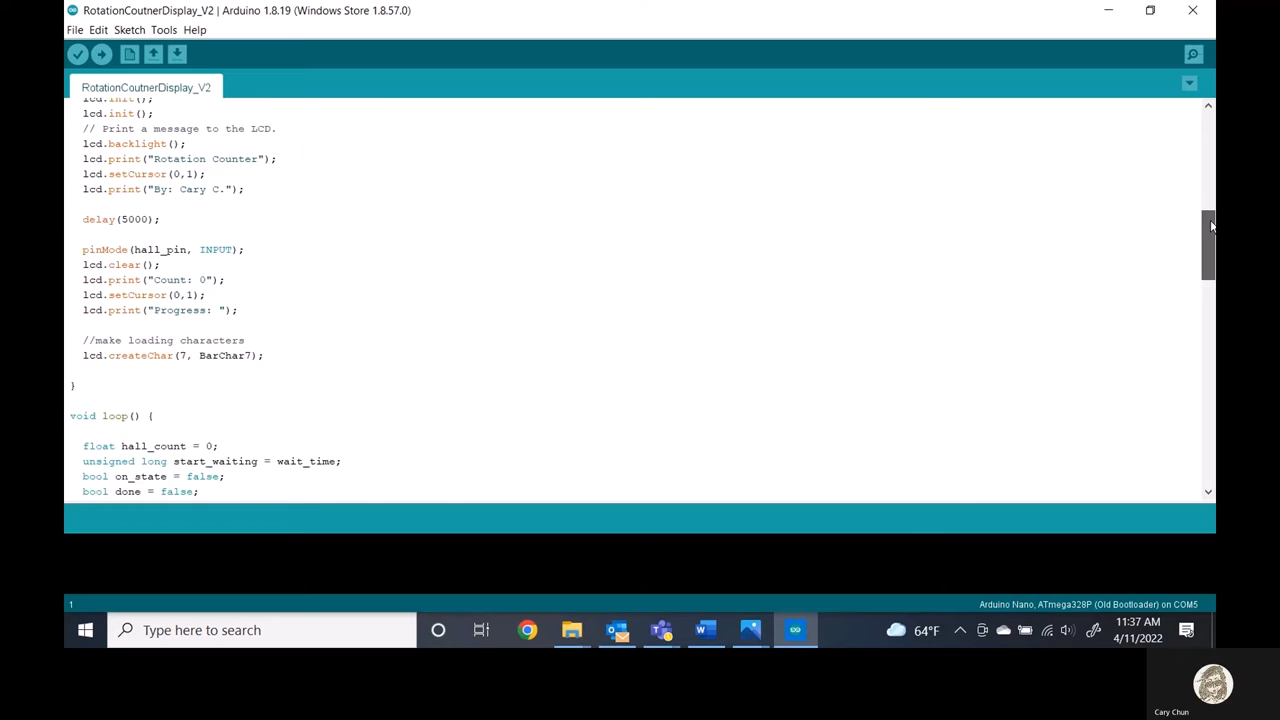 RotationCoutnerDisplay_V2 | Arduino 1.8.19 (Windows Store 1.8.57.0)
File Edit Sketch Tools Help
RotationCoutnerDisplay_V2
lcd.init();
lcd.init();
// Print a message to the LCD.
lcd.backlight();
lcd.print("Rotation Counter");
lcd.setCursor(0,1);
lcd.print("By: Cary C.");
delay(5000);
pinMode(hall_pin, INPUT);
lcd.clear();
lcd.print("Count: 0");
lcd.setCursor(0,1);
lcd.print("Progress: ");
//make loading characters
lcd.createChar(7, BarChar7);
}
void loop() {
float hall_count = 0;
unsigned long start_waiting = wait_time;
bool on_state = false;
bool done = false;
1 Arduino Nano, ATmega328P (Old Bootloader) on COM5
Type here to search
64°F
11:37 AM
4/11/2022
Cary Chun